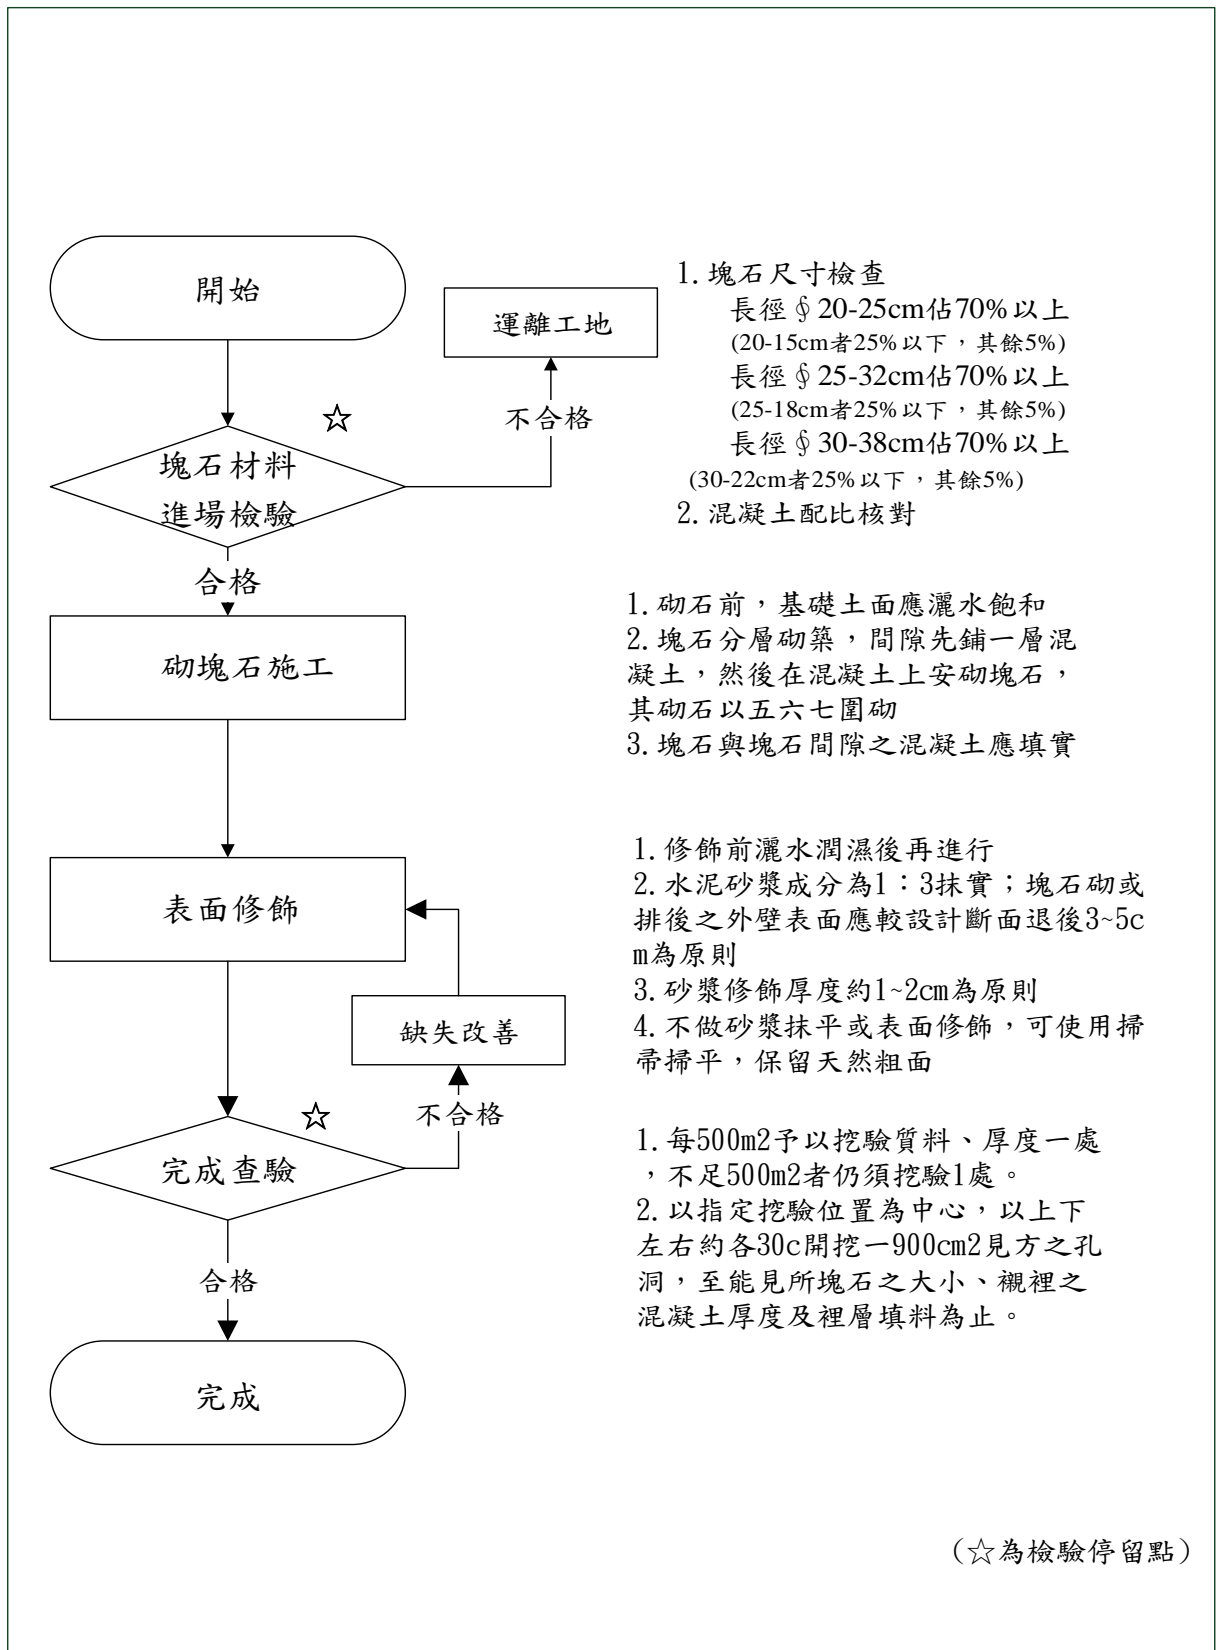 開始
運離工地
不合格
☆
塊石材料
進場檢驗
合格
砌塊石施工
表面修飾
缺失改善
不合格
☆
完成查驗
合格
完成
1.塊石尺寸檢查
長徑∮20-25cm佔70%以上
(20-15cm者25%以下，其餘5%)
長徑∮25-32cm佔70%以上
(25-18cm者25%以下，其餘5%)
長徑∮30-38cm佔70%以上
(30-22cm者25%以下，其餘5%)
2.混凝土配比核對
1.砌石前，基礎土面應灑水飽和
2.塊石分層砌築，間隙先鋪一層混
凝土，然後在混凝土上安砌塊石，
其砌石以五六七圍砌
3.塊石與塊石間隙之混凝土應填實
1.修飾前灑水潤濕後再進行
2.水泥砂漿成分為1：3抹實；塊石砌或
排後之外壁表面應較設計斷面退後3~5c
m為原則
3.砂漿修飾厚度約1~2cm為原則
4.不做砂漿抹平或表面修飾，可使用掃
帚掃平，保留天然粗面
1.每500m2予以挖驗質料、厚度一處
，不足500m2者仍須挖驗1處。
2.以指定挖驗位置為中心，以上下
左右約各30c開挖一900cm2見方之孔
洞，至能見所塊石之大小、襯裡之
混凝土厚度及裡層填料為止。
(☆為檢驗停留點)